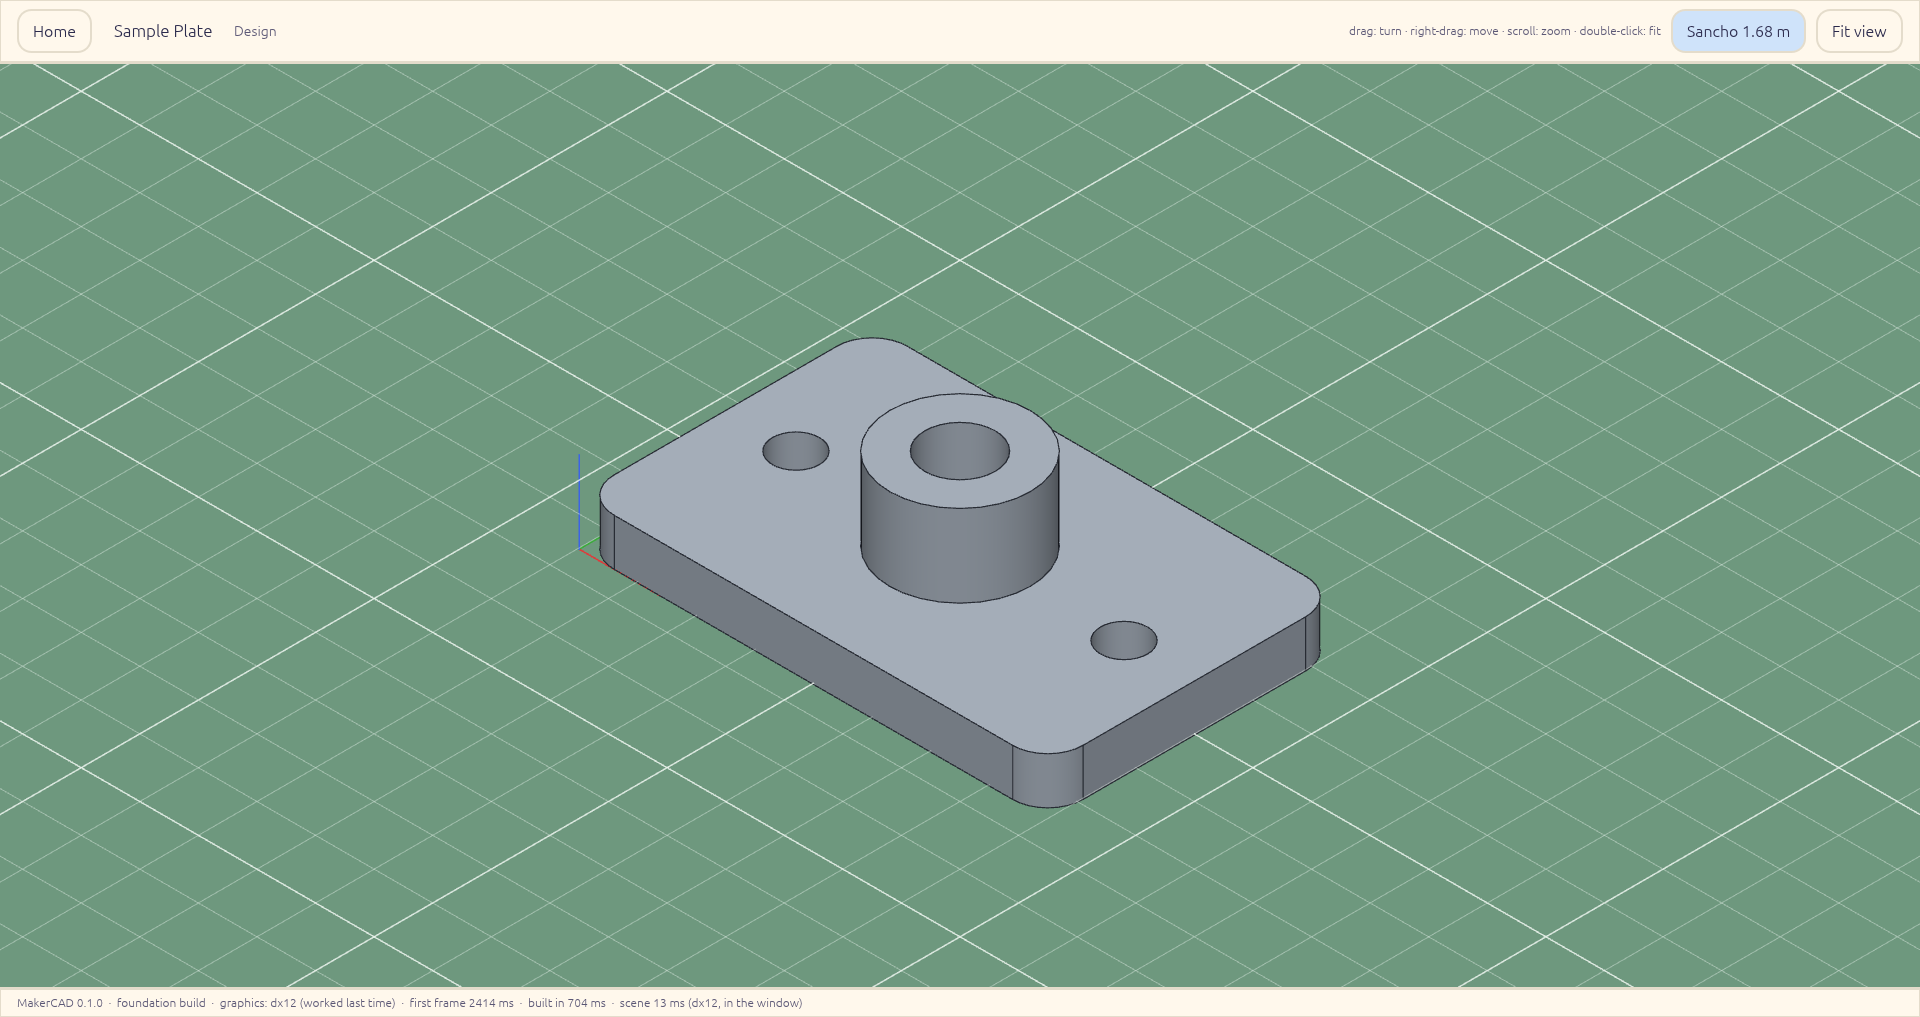 Home Sample Plate Design drag: turn · right-drag: move · scroll: zoom · double-click: fit Sancho 1.68 m Fit view
MakerCAD 0.1.0 · foundation build · graphics: dx12 (worked last time) · first frame 2414 ms · built in 704 ms · scene 13 ms (dx12, in the window)